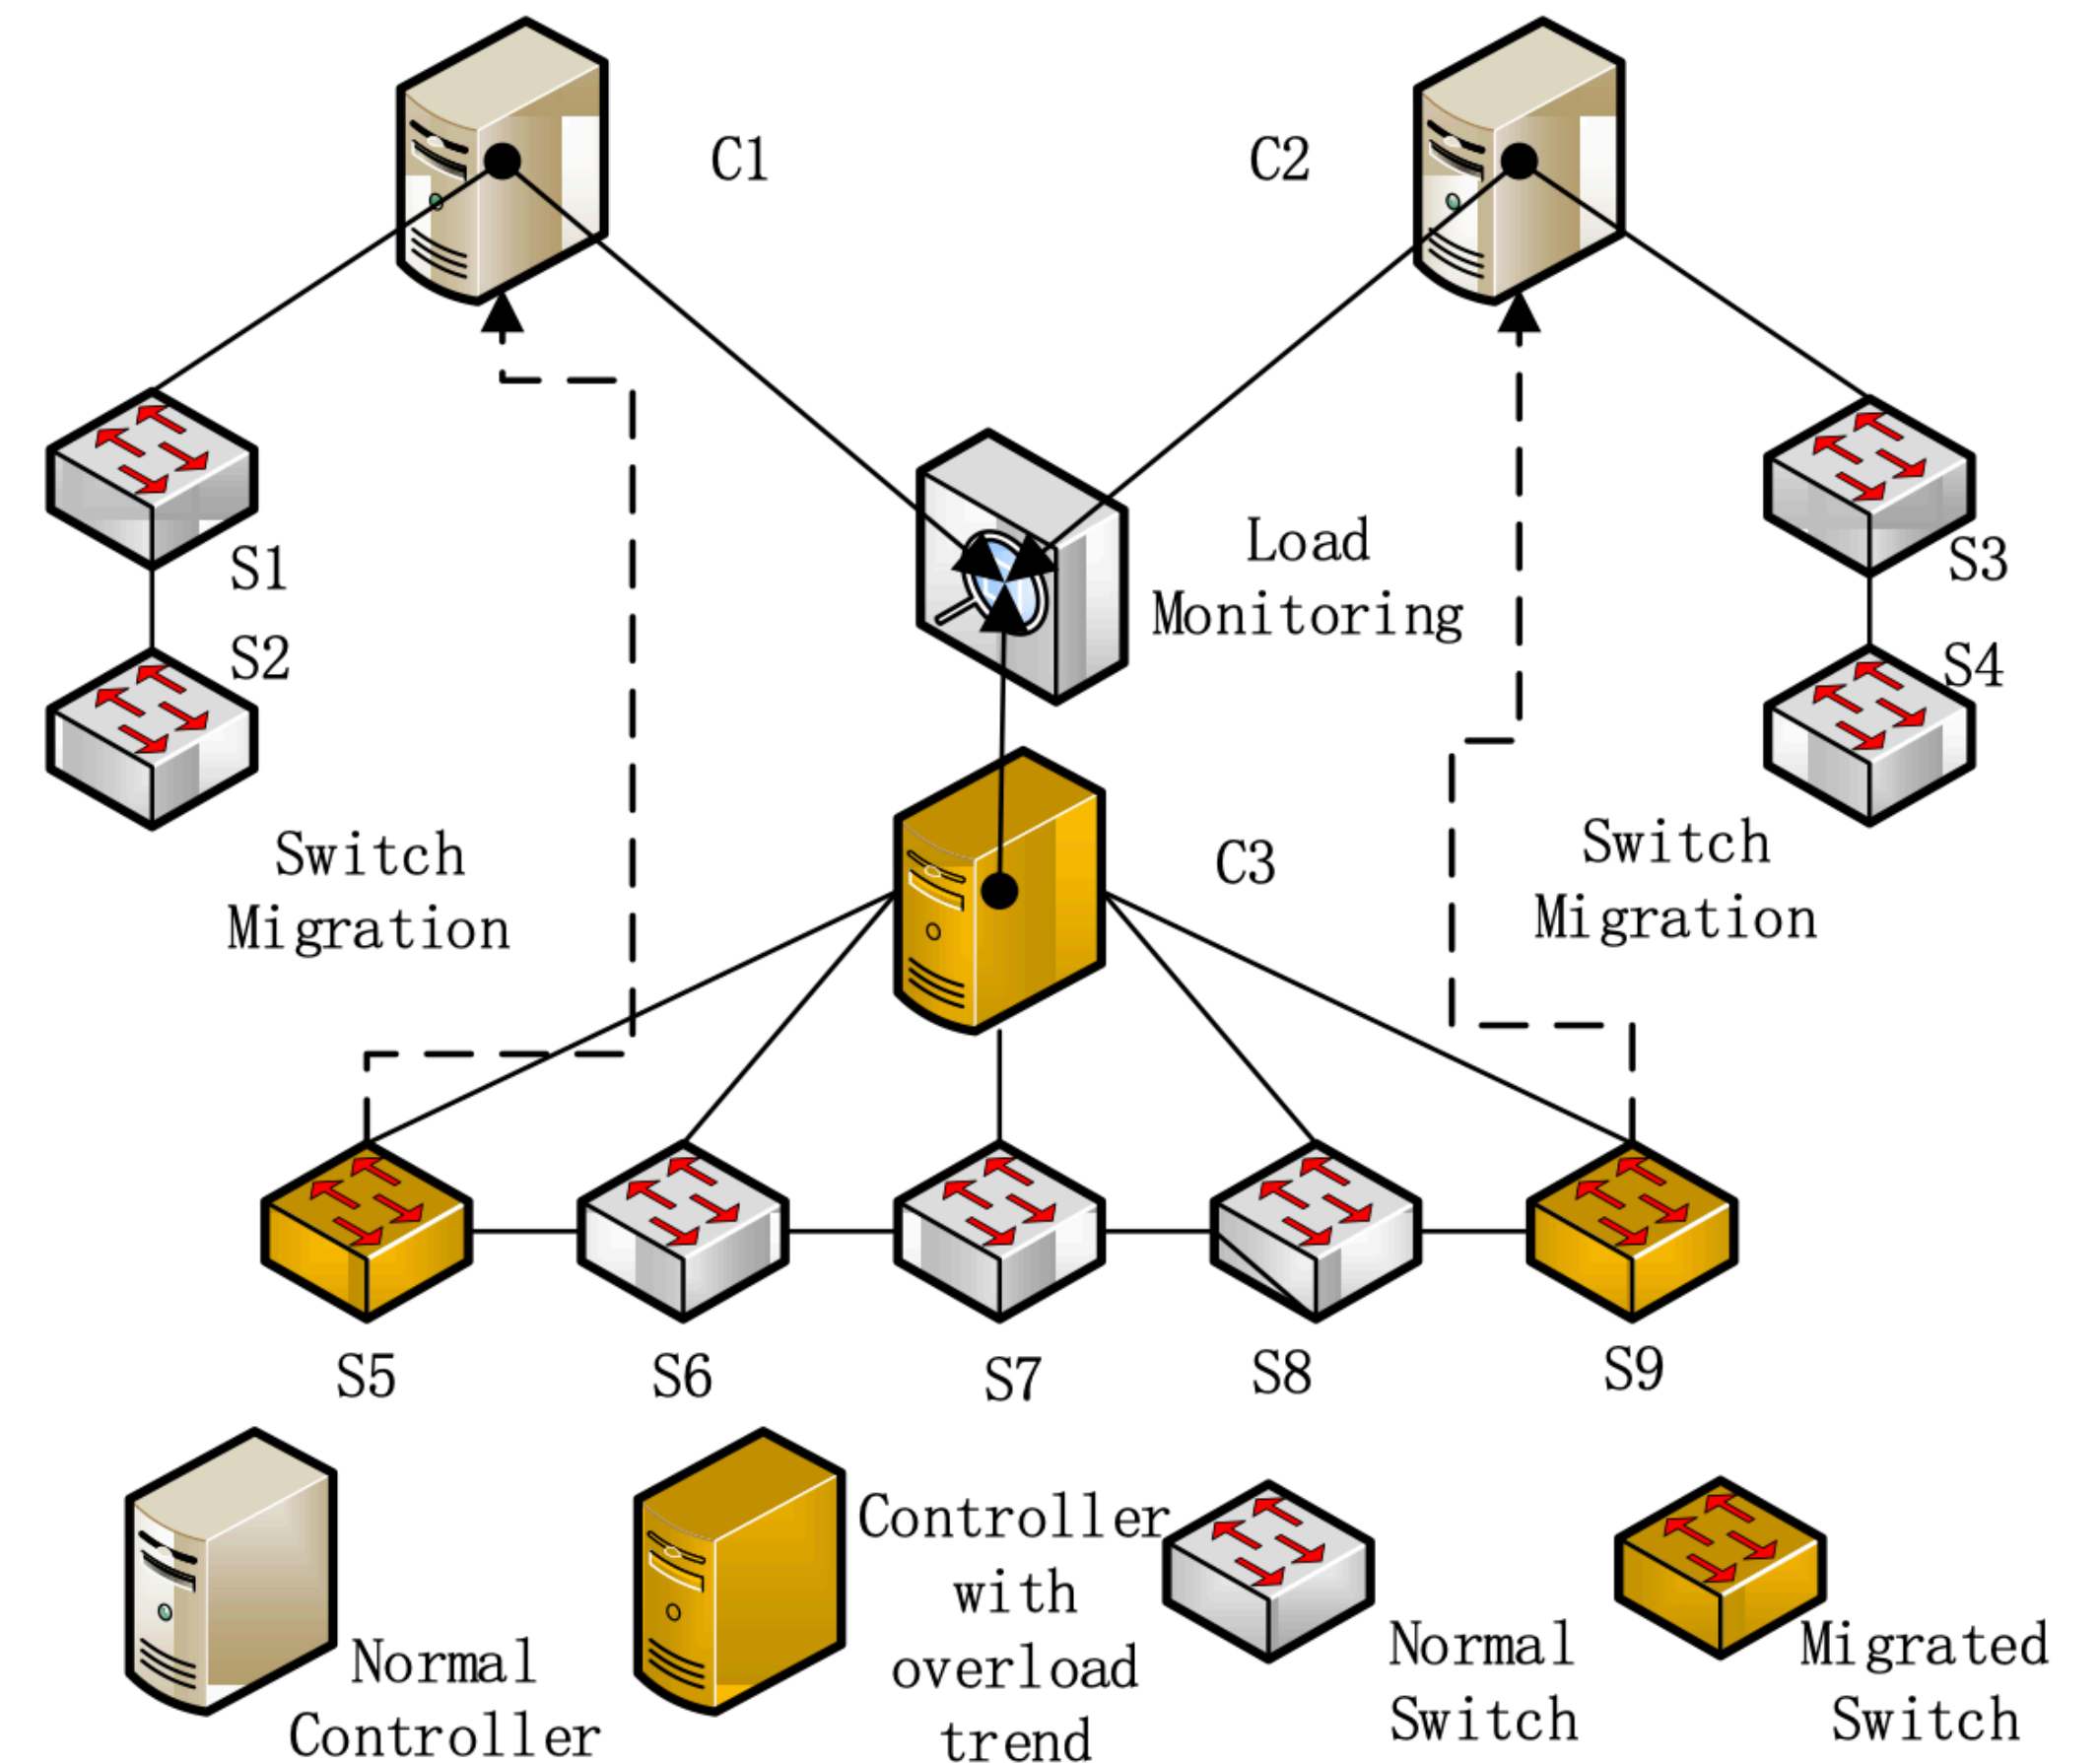 C1
C2
Load
Monitoring
S1
S2
S3
S4
Switch
Migration
C3
Switch
Migration
S5
S6
S7
S8
S9
Normal
Controller
Controller
with
overload
trend
Normal
Switch
Migrated
Switch